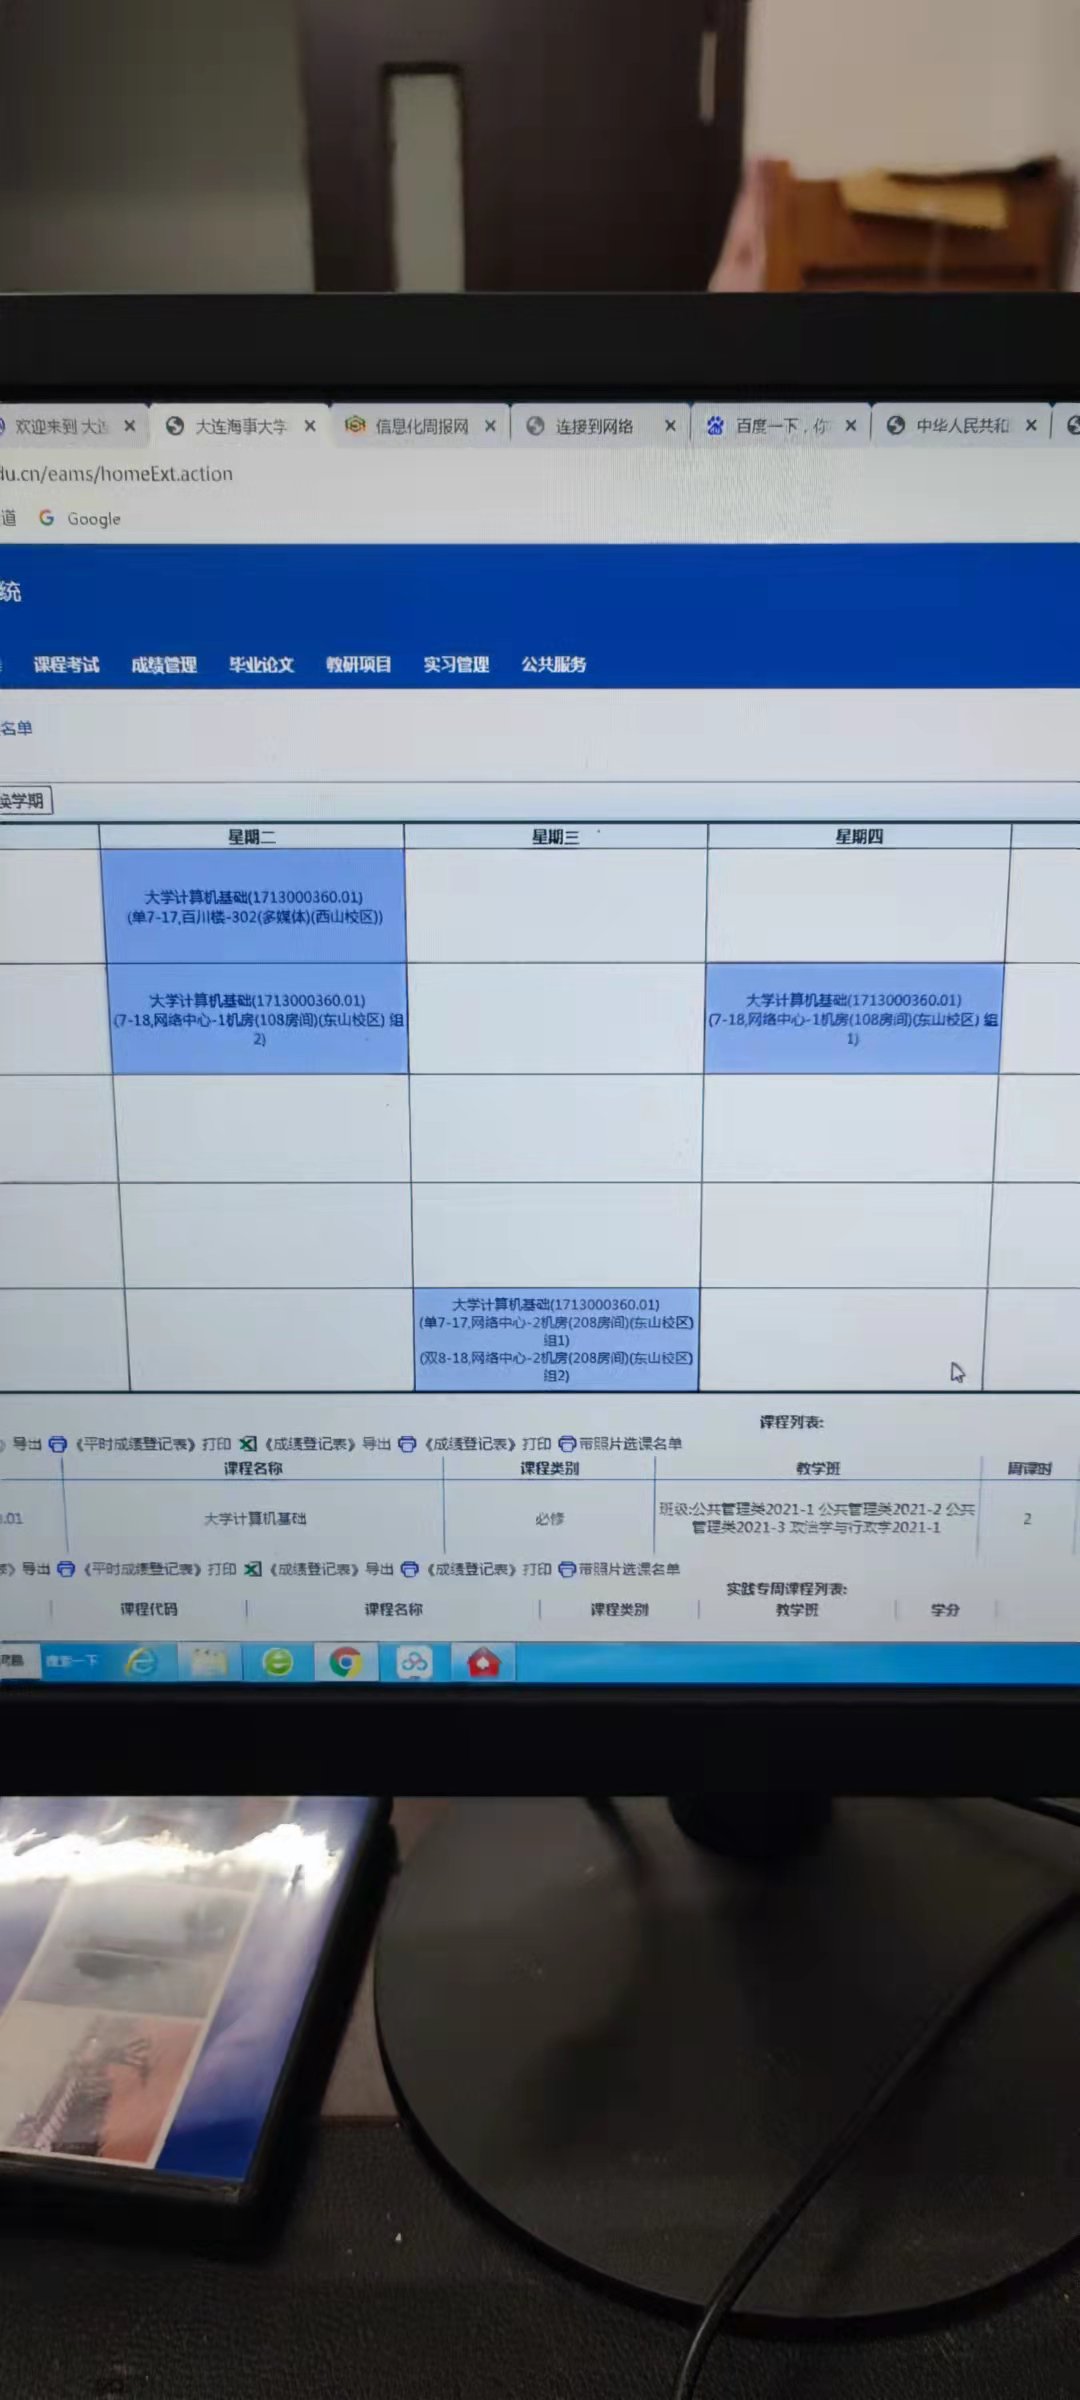 欢迎来到 大连
大连海事大学
信息化周报网
连接到网络
百度一下，你
中华人民共和
du.cn/eams/homeExt.action
道 Google
统
课程考试 成绩管理 毕业论文 教研项目 实习管理 公共服务
名单
换学期
星期二 星期三 星期四
大学计算机基础(1713000360.01)
(单7-17,百川楼-302(多媒体)(西山校区))
大学计算机基础(1713000360.01)
(7-18,网络中心-1机房(108房间)(东山校区) 组
2)
大学计算机基础(1713000360.01)
(7-18,网络中心-1机房(108房间)(东山校区) 组
1)
大学计算机基础(1713000360.01)
(单7-17,网络中心-2机房(208房间)(东山校区)
组1)
(双8-18,网络中心-2机房(208房间)(东山校区)
组2)
课程列表:
导出 《平时成绩登记表》打印 《成绩登记表》导出 《成绩登记表》打印 带照片选课名单
课程名称 课程类别 教学班 周课时
.01 大学计算机基础 必修 班级:公共管理类2021-1 公共管理类2021-2 公共
管理类2021-3 政治学与行政学2021-1 2
》导出 《平时成绩登记表》打印 《成绩登记表》导出 《成绩登记表》打印 带照片选课名单
实践专周课程列表:
课程代码 课程名称 课程类别 教学班 学分
搜索一下